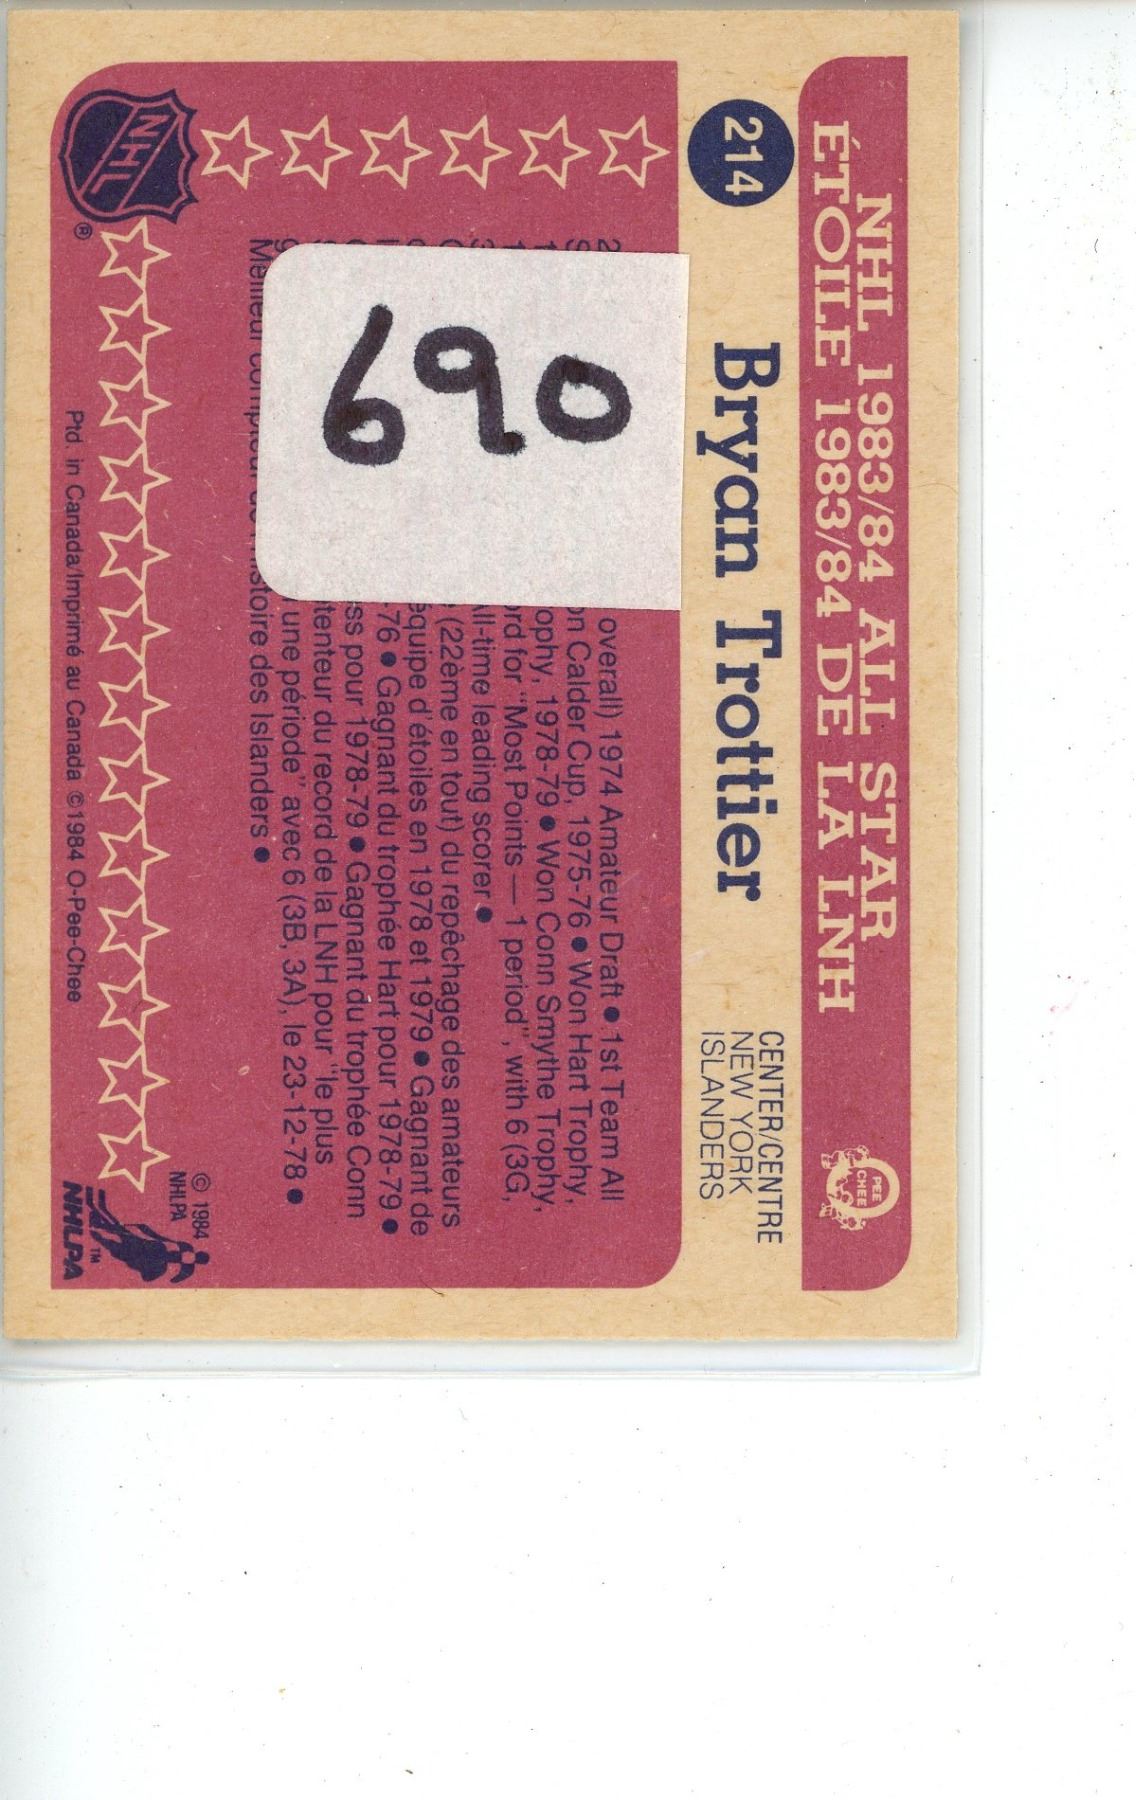 NHL 1983/84 ALL STAR
ÉTOILE 1983/84 DE LA LNH
PEE
CHEE
214
Bryan Trottier
CENTER/CENTRE
NEW YORK
ISLANDERS
690
overall) 1974 Amateur Draft ● 1st Team All
Calder Cup, 1975-76 ● Won Hart Trophy,
1978-79 ● Won Conn Smythe Trophy,
for "Most Points — 1 period", with 6 (3G,
All-time leading scorer ●
(22ème en tout) du repêchage des amateurs
équipe d'étoiles en 1978 et 1979 ● Gagnant de
-76 ● Gagnant du trophée Hart pour 1978-79 ●
pour 1978-79 ● Gagnant du trophée Conn
du record de la LNH pour "le plus
une période" avec 6 (3B, 3A), le 23-12-78 ●
Meilleur compteur de l'histoire des Islanders ●
NHL
®
© 1984
NHLPA
TM
NHLPA
Ptd. in Canada/Imprimé au Canada © 1984 O-Pee-Chee